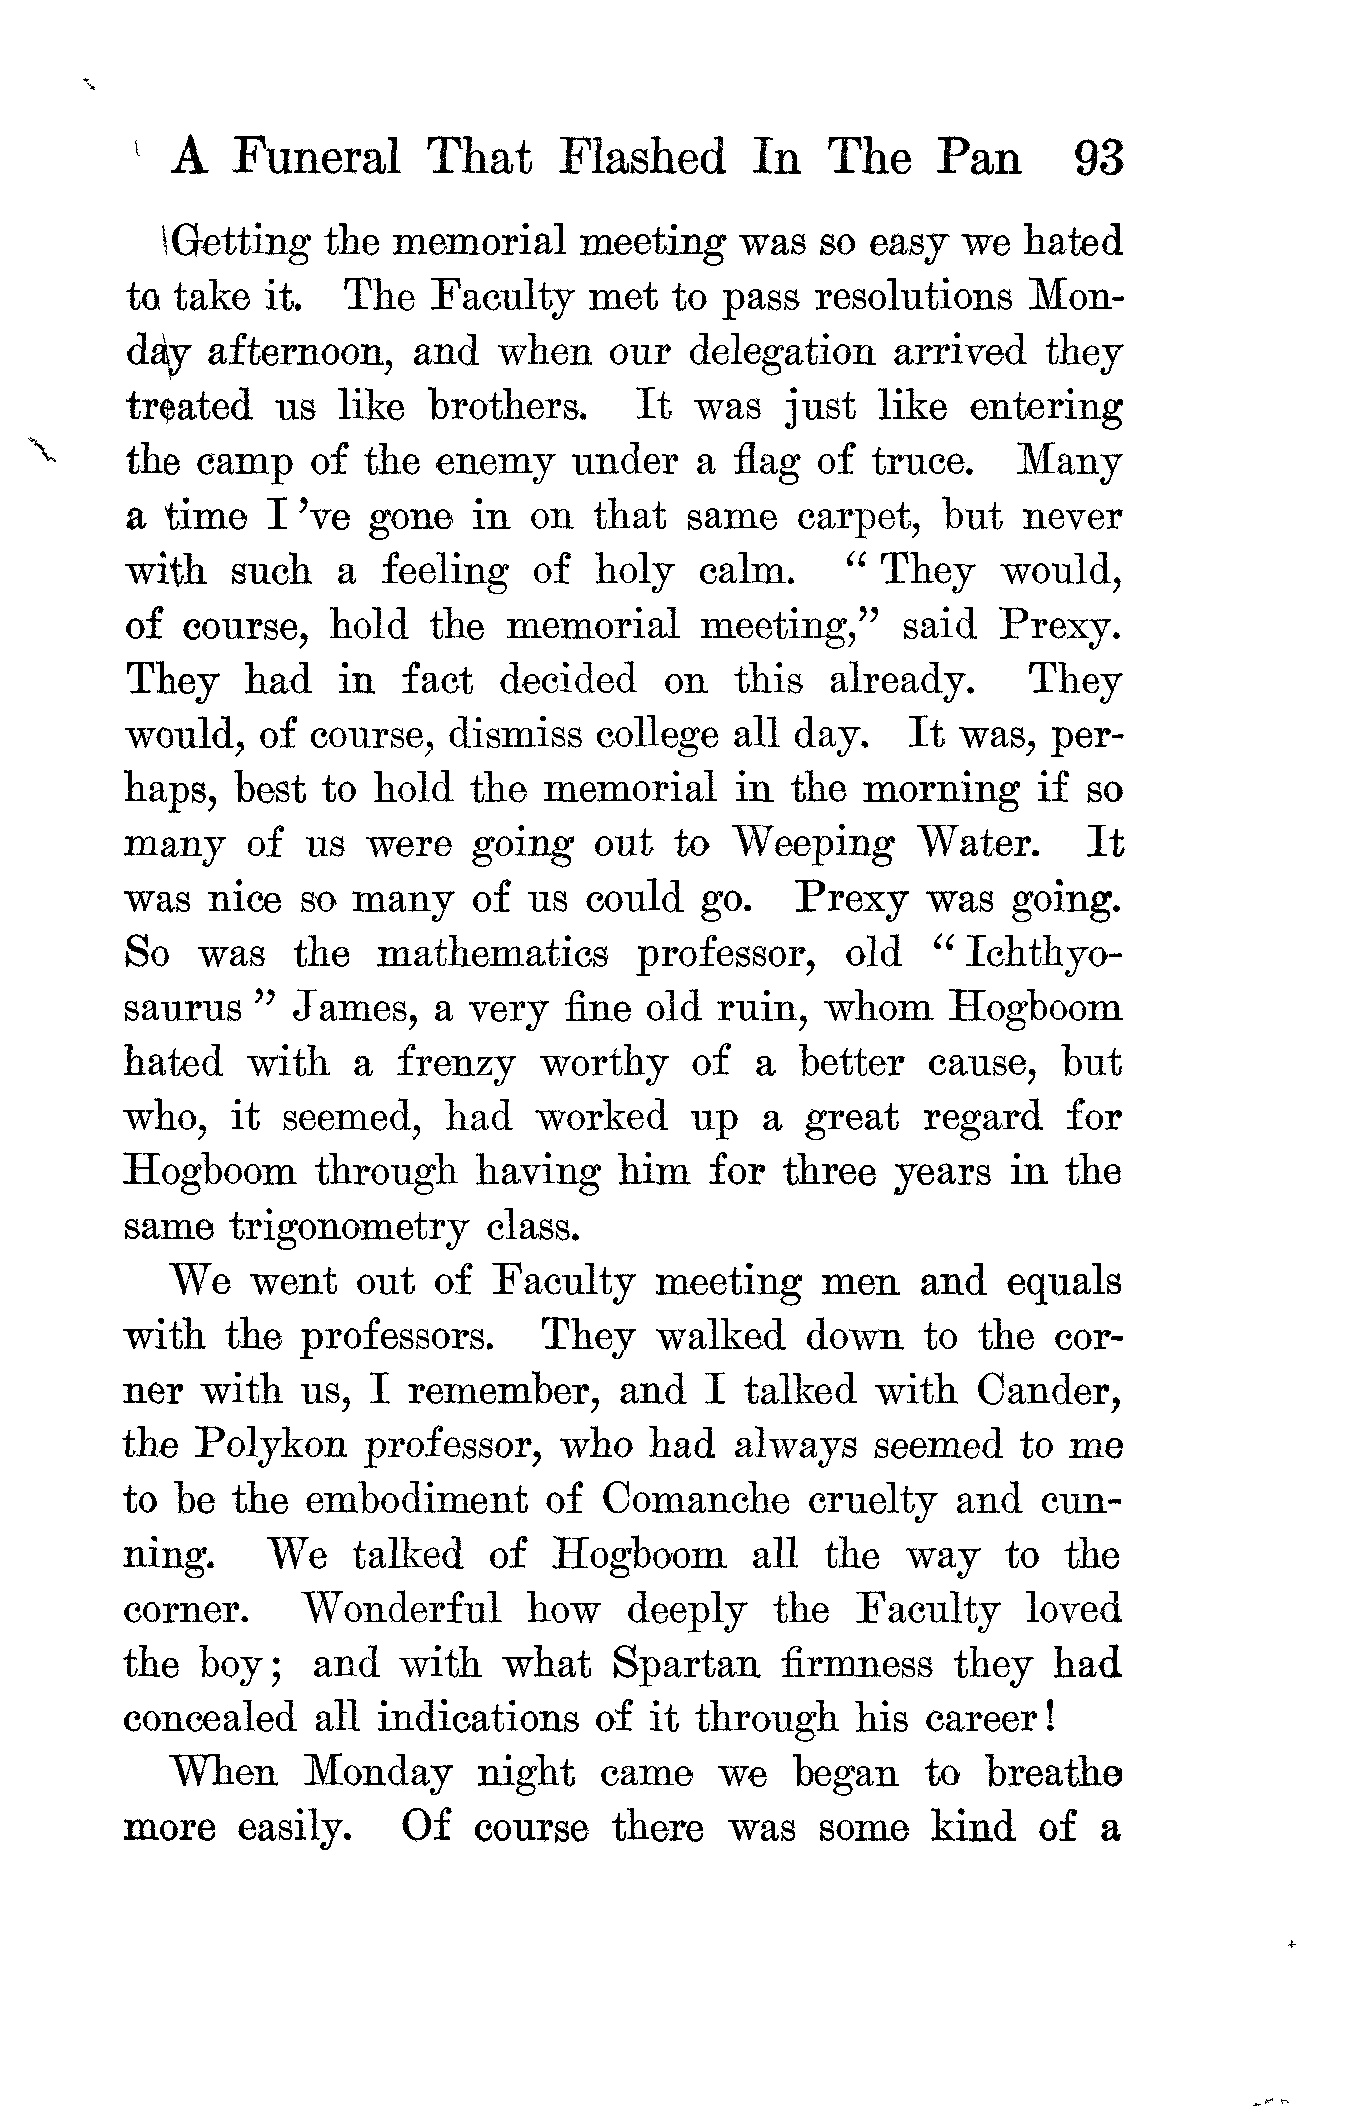 A Funeral That Flashed In The Pan 93
Getting the memorial meeting was so easy we hated
to take it. The Faculty met to pass resolutions Mon-
day afternoon, and when our delegation arrived they
treated us like brothers. It was just like entering
the camp of the enemy under a flag of truce. Many
a time I 've gone in on that same carpet, but never
with such a feeling of holy calm. " They would,
of course, hold the memorial meeting," said Prexy.
They had in fact decided on this already. They
would, of course, dismiss college all day. It was, per-
haps, best to hold the memorial in the morning if so
many of us were going out to Weeping Water. It
was nice so many of us could go. Prexy was going.
So was the mathematics professor, old " Ichthyo-
saurus " James, a very fine old ruin, whom Hogboom
hated with a frenzy worthy of a better cause, but
who, it seemed, had worked up a great regard for
Hogboom through having him for three years in the
same trigonometry class.
We went out of Faculty meeting men and equals
with the professors. They walked down to the cor-
ner with us, I remember, and I talked with Cander,
the Polykon professor, who had always seemed to me
to be the embodiment of Comanche cruelty and cun-
ning. We talked of Hogboom all the way to the
corner. Wonderful how deeply the Faculty loved
the boy; and with what Spartan firmness they had
concealed all indications of it through his career!
When Monday night came we began to breathe
more easily. Of course there was some kind of a